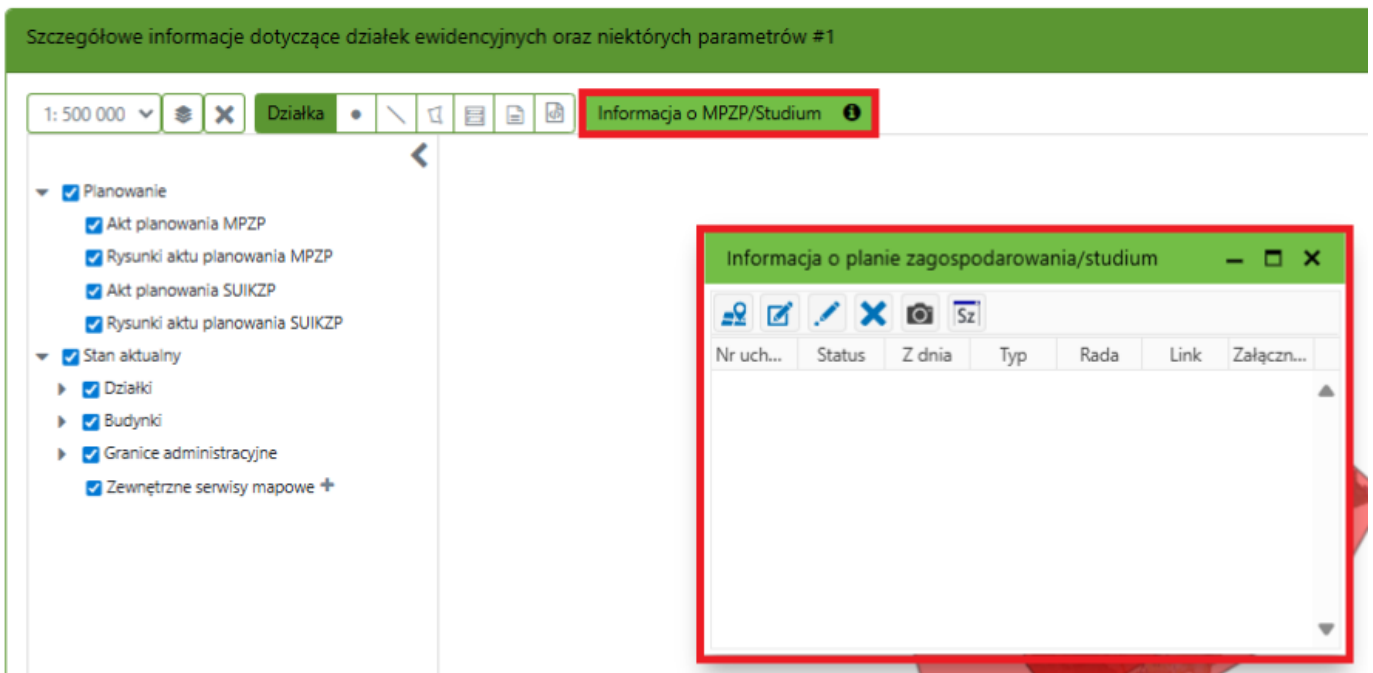 Szczegółowe informacje dotyczące działek ewidencyjnych oraz niektórych parametrów #1
1: 500 000 Działka Informacja o MPZP/Studium
Planowanie
Akt planowania MPZP
Rysunki aktu planowania MPZP
Akt planowania SUIKZP
Rysunki aktu planowania SUIKZP
Stan aktualny
Działki
Budynki
Granice administracyjne
Zewnętrzne serwisy mapowe
Informacja o planie zagospodarowania/studium
Sz
Nr uch... Status Z dnia Typ Rada Link Załączn...